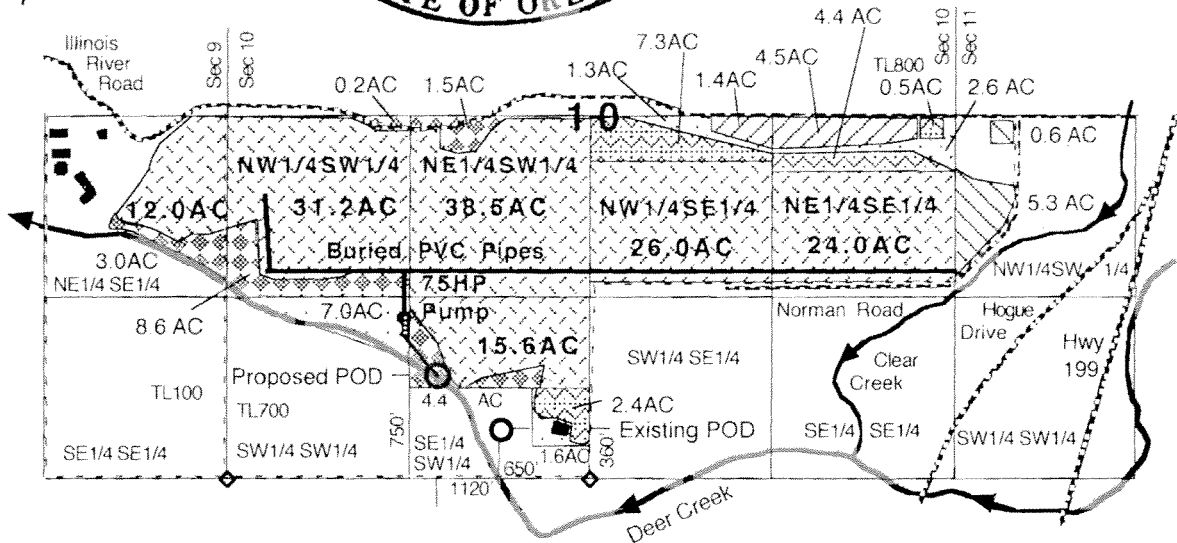 TE OF OR
4.4 AC
Illinois
River
Road
Sec 9
Sec 10
7.3AC
4.5AC
TL800
Sec 10
Sec 11
0.2AC
1.5AC
1.3AC
1.4AC
0.5AC
2.6 AC
10
0.6 AC
NW1/4SW1/4
NE1/4SW1/4
12.0AC
31.2AC
38.5AC
NW1/4SE1/4
NE1/4SE1/4
5.3 AC
26.0AC
24.0AC
Buried PVC Pipes
3.0AC
NE1/4 SE1/4
75HP
NW1/4SW 1/4
8.6 AC
7.0AC
Pump
Norman Road
Hogue
Drive
15.6AC
SW1/4 SE1/4
Clear
Creek
Hwy
199
Proposed POD
TL100
TL700
4.4 AC
2.4AC
750'
Existing POD
SE1/4 SE1/4
SW1/4 SW1/4
SE1/4
SW1/4
1.6AC
360'
SE1/4 SE1/4
SW1/4 SW1/4
650'
1120'
Deer Creek